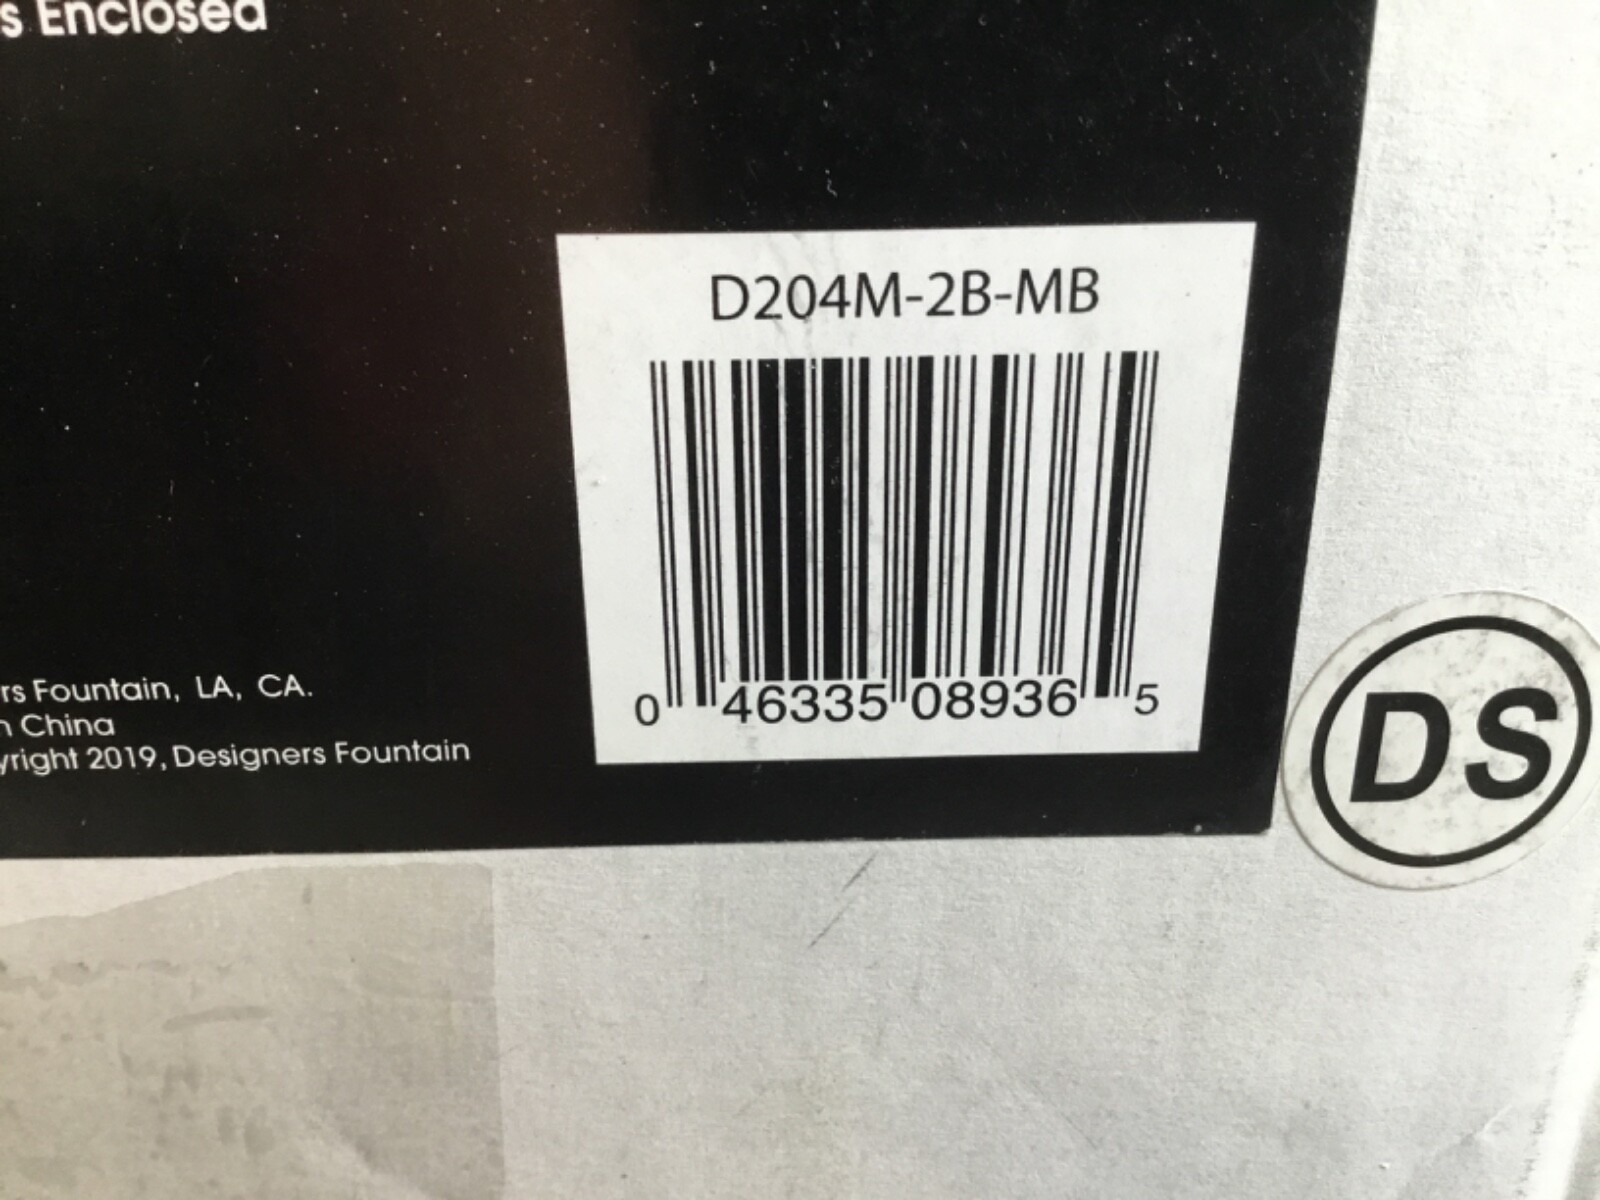 s Enclosed
D204M-2B-MB
0 46335 08936 5
rs Fountain, LA, CA.
n China
yright 2019, Designers Fountain
DS